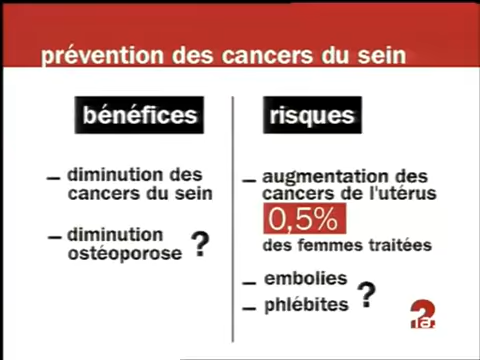 prévention des cancers du sein
bénéfices
– diminution des
cancers du sein
– diminution
ostéoporose ?
risques
– augmentation des
cancers de l'utérus
0,5%
des femmes traitées
– embolies
– phlébites ?
la 2